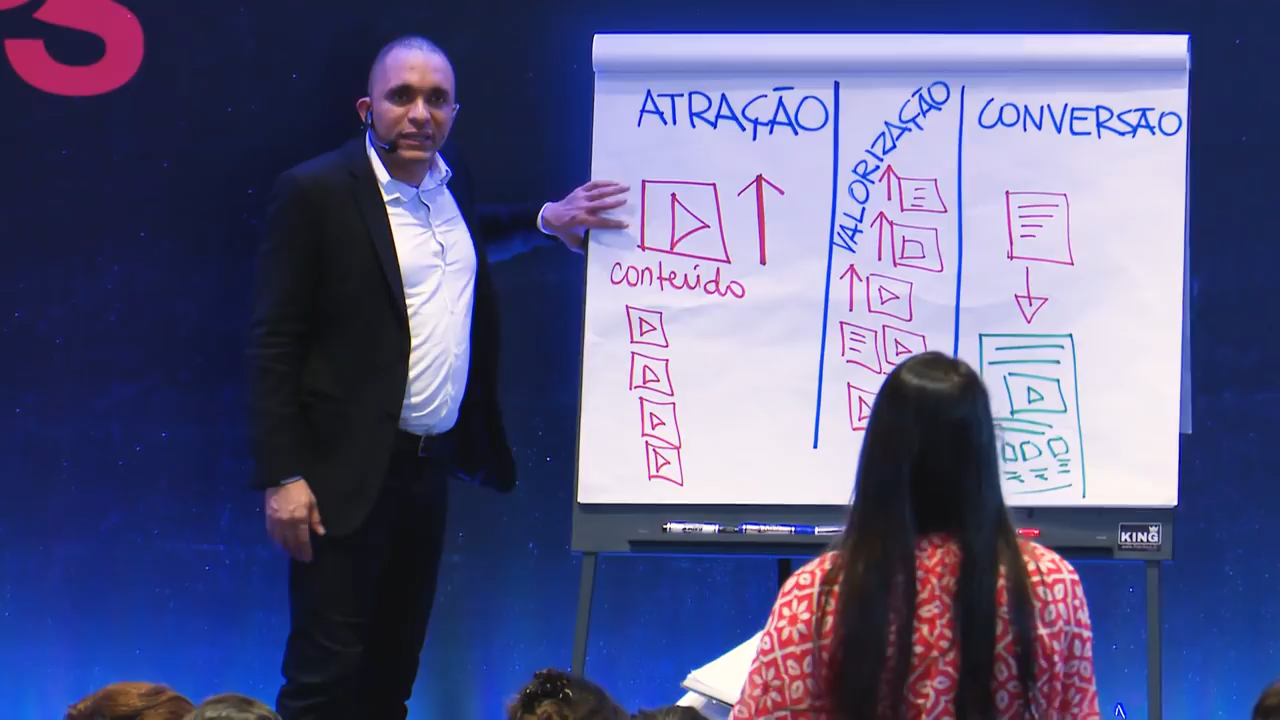 S
ATRAÇÃO
VALORIZAÇÃO
CONVERSÃO
conteúdo
KING